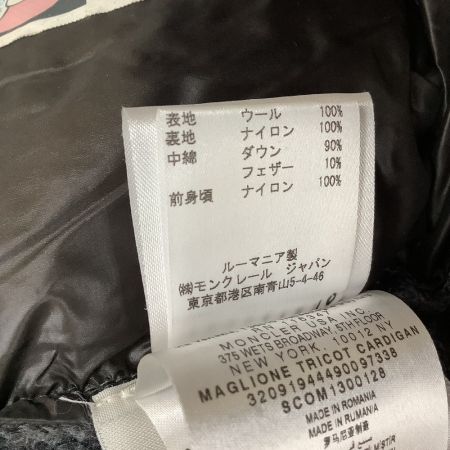 表地 ウール 100%
裏地 ナイロン 100%
中綿 ダウン 90%
フェザー 10%
前身頃 ナイロン 100%
ルーマニア製
㈱モンクレール ジャパン
東京都港区南青山5-4-46
MONCLER USA INC.
375 WETS BROADWAY, 5TH FLOOR
NEW YORK, 10012 NY
MAGLIONE TRICOT CARDIGAN
32091944490097338
SCOM1300128
MADE IN ROMANIA
MADE IN RUMANIA
罗马尼亚制造